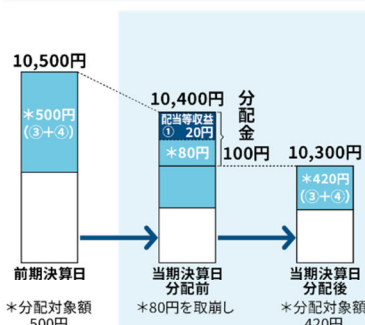 10,500円
＊500円
(③＋④)
前期決算日
＊分配対象額
500円
10,400円
配当等収益
① 20円
＊80円
分配金
100円
当期決算日
分配前
＊80円を取崩し
10,300円
＊420円
(③＋④)
当期決算日
分配後
＊分配対象額
420円